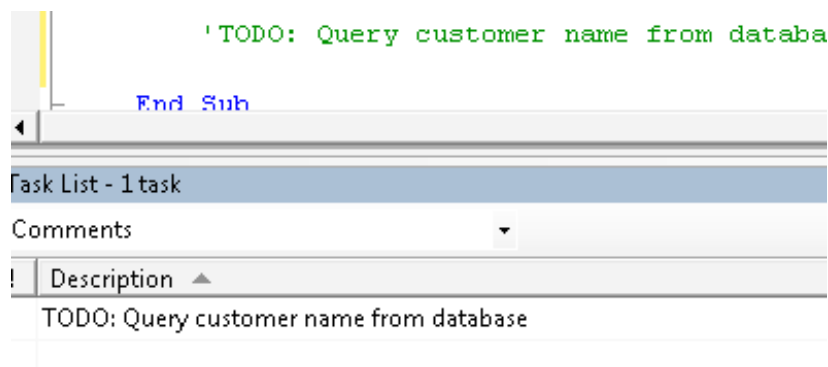 'TODO: Query customer name from databa
End Sub
Task List - 1 task
Comments
! Description
TODO: Query customer name from database